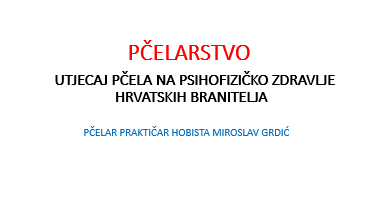 PČELARSTVO
UTJECAJ PČELA NA PSIHOFIZIČKO ZDRAVLJE
HRVATSKIH BRANITELJA
PČELAR PRAKTIČAR HOBISTA MIROSLAV GRDIĆ